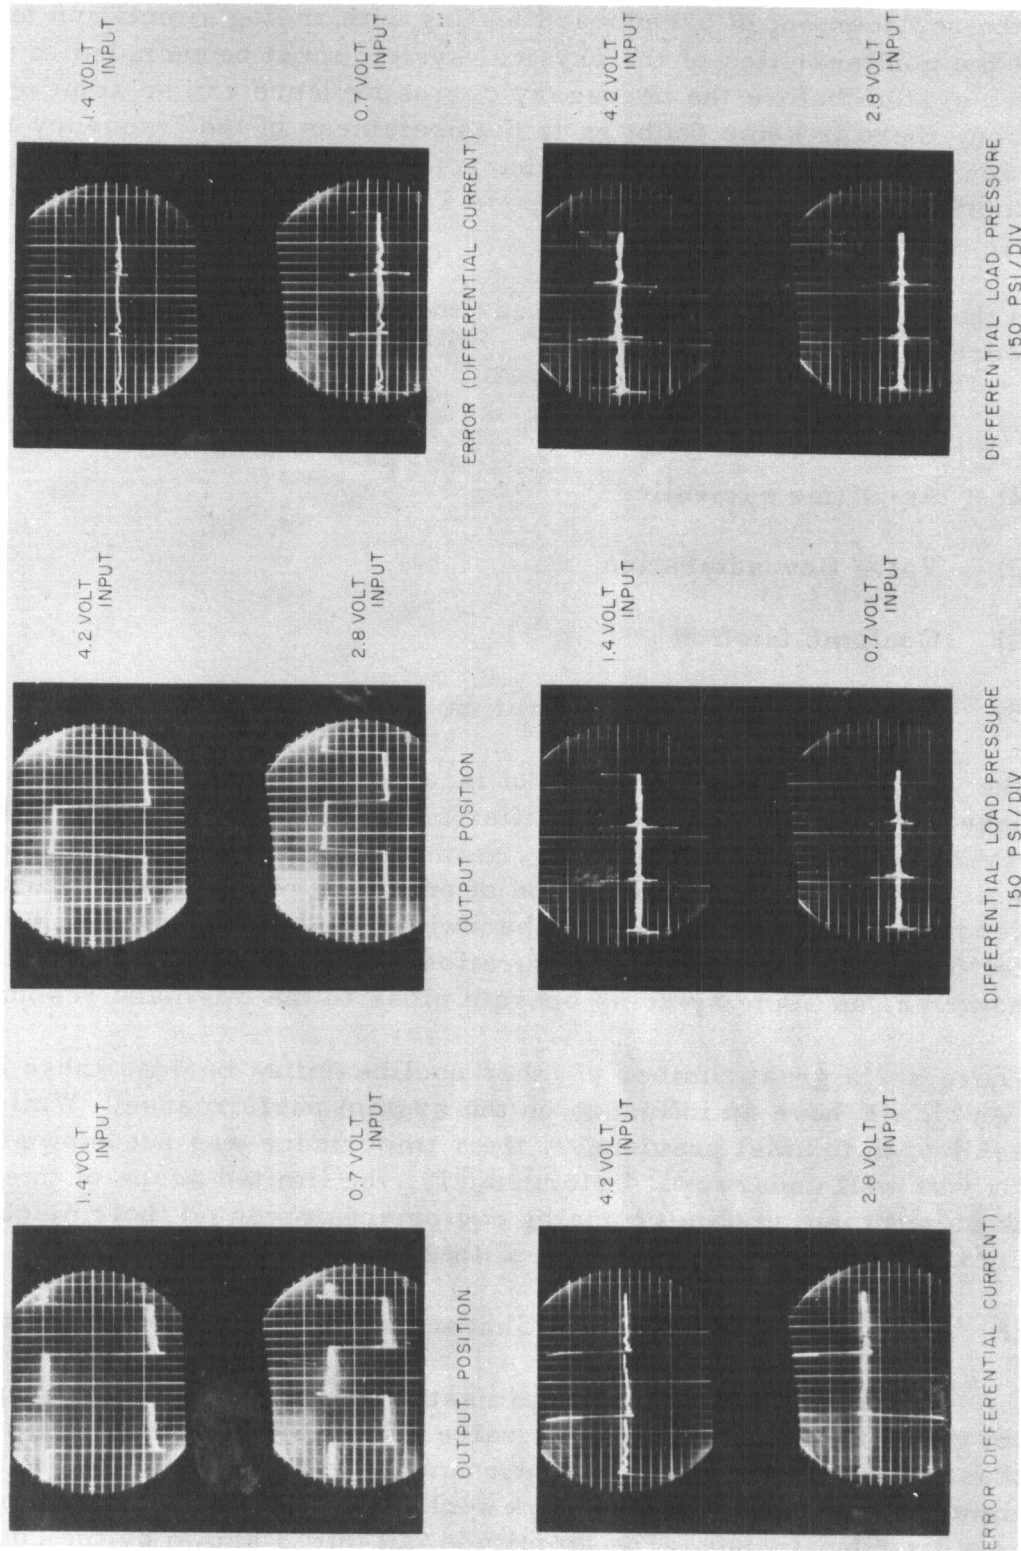 1.4 VOLT
INPUT
4.2 VOLT
INPUT
1.4 VOLT
INPUT
0.7 VOLT
INPUT
2.8 VOLT
INPUT
0.7 VOLT
INPUT
OUTPUT POSITION
OUTPUT POSITION
ERROR (DIFFERENTIAL CURRENT)
4.2 VOLT
INPUT
1.4 VOLT
INPUT
4.2 VOLT
INPUT
2.8 VOLT
INPUT
0.7 VOLT
INPUT
2.8 VOLT
INPUT
ERROR (DIFFERENTIAL CURRENT)
DIFFERENTIAL LOAD PRESSURE
150 PSI/DIV
DIFFERENTIAL LOAD PRESSURE
150 PSI/DIV